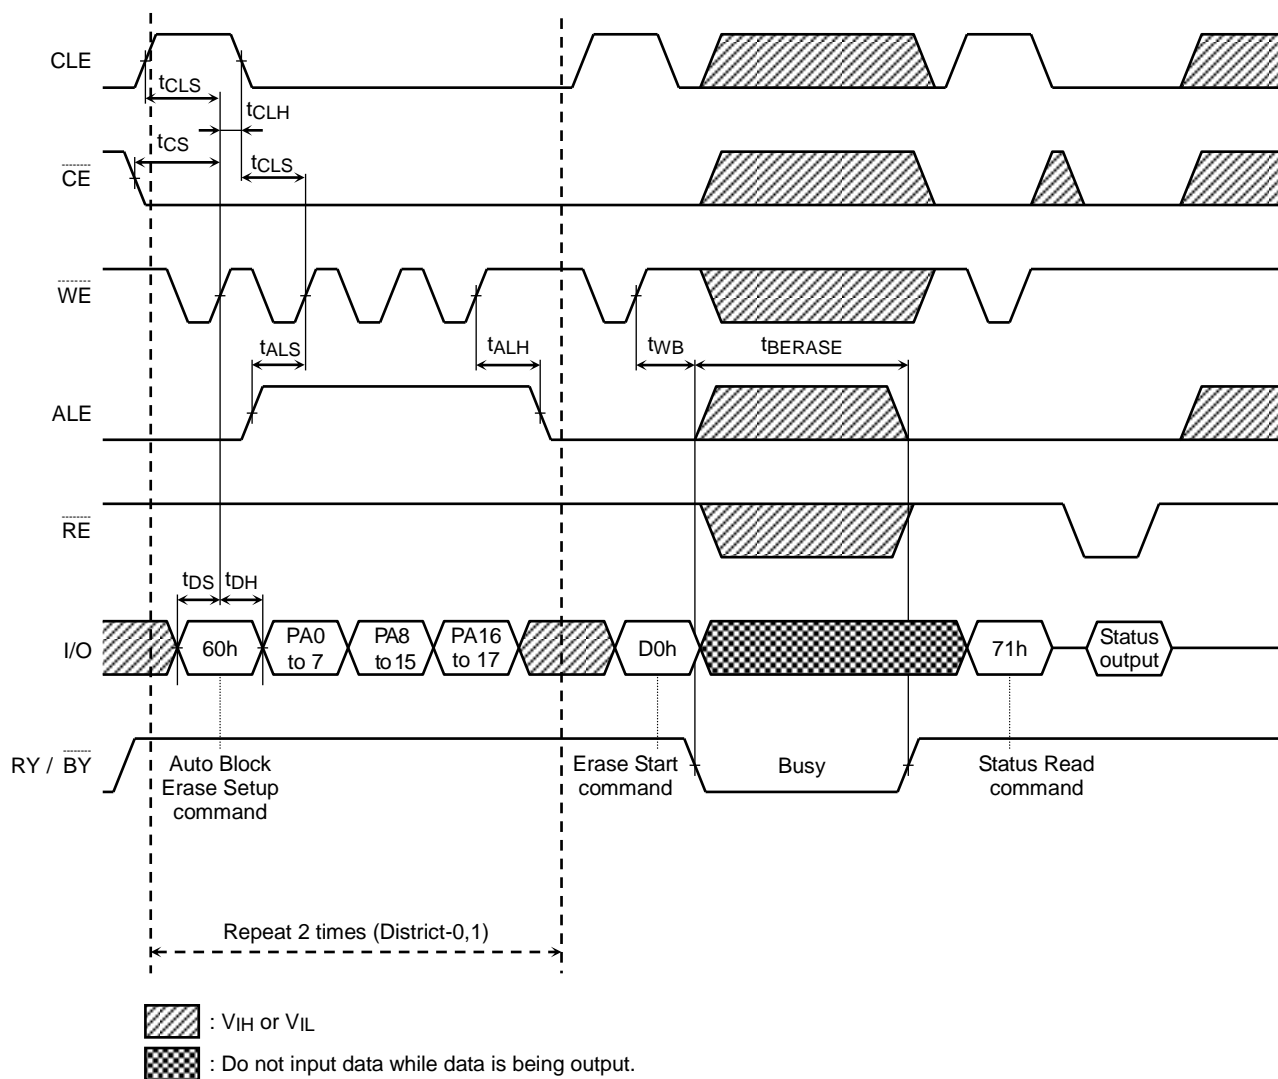 CLE
tCLS
tCLH
tCS
tCLS
CE
WE
tALS
tALH
tWB
tBERASE
ALE
RE
tDS
tDH
I/O
60h
PA0
to 7
PA8
to 15
PA16
to 17
D0h
71h
Status
output
RY / BY
Auto Block
Erase Setup
command
Erase Start
command
Busy
Status Read
command
Repeat 2 times (District-0,1)
: VIH or VIL
: Do not input data while data is being output.